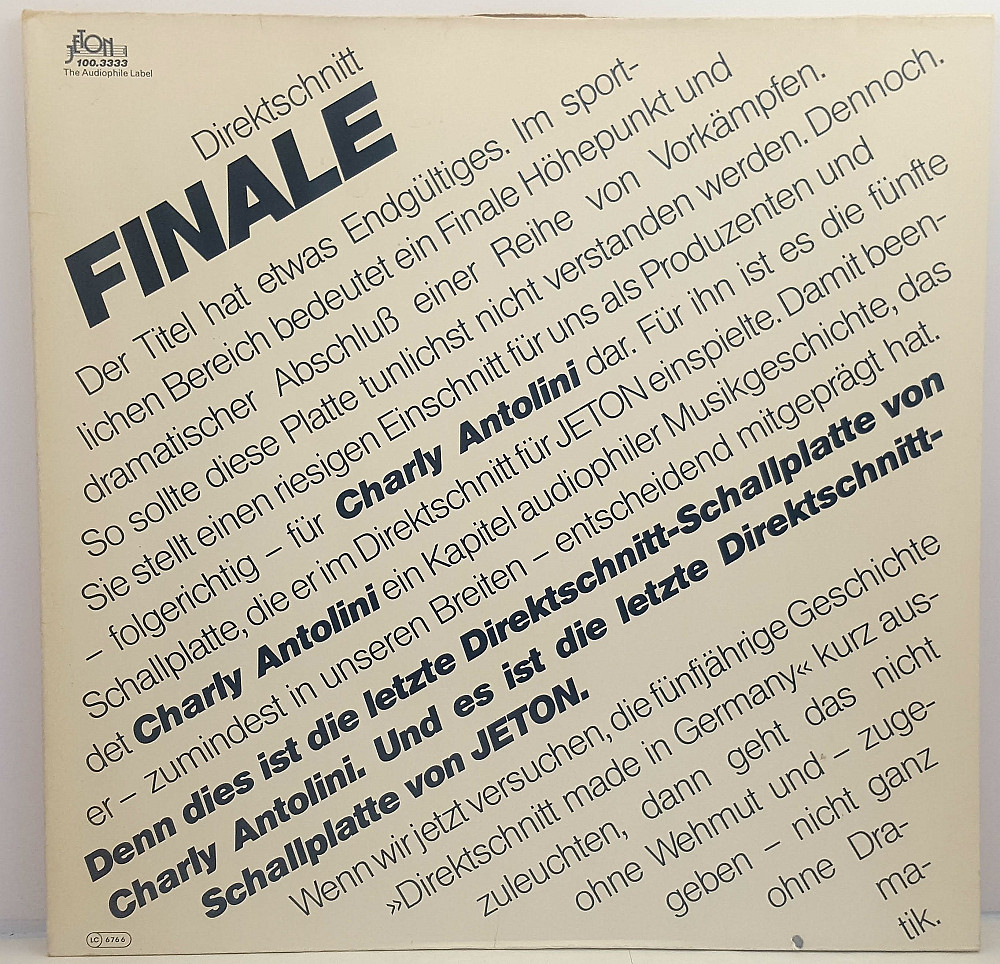 JETON
100.3333
The Audiophile Label
Direktschnitt
FINALE
Der Titel hat etwas Endgültiges. Im sport-
lichen Bereich bedeutet ein Finale Höhepunkt und
dramatischer Abschluß einer Reihe von Vorkämpfen.
So sollte diese Platte tunlichst nicht verstanden werden. Dennoch.
Sie stellt einen riesigen Einschnitt für uns als Produzenten und
– folgerichtig – für Charly Antolini dar. Für ihn ist es die fünfte
Schallplatte, die er im Direktschnitt für JETON einspielte. Damit been-
det Charly Antolini ein Kapitel audiophiler Musikgeschichte, das
er – zumindest in unseren Breiten – entscheidend mitgeprägt hat.
Denn dies ist die letzte Direktschnitt-Schallplatte von
Charly Antolini. Und es ist die letzte Direktschnitt-
Schallplatte von JETON.
Wenn wir jetzt versuchen, die fünfjährige Geschichte
»Direktschnitt made in Germany« kurz aus-
zuleuchten, dann geht das nicht
ohne Wehmut und – zuge-
geben – nicht ganz
ohne Dra-
ma-
tik.
LC 6766